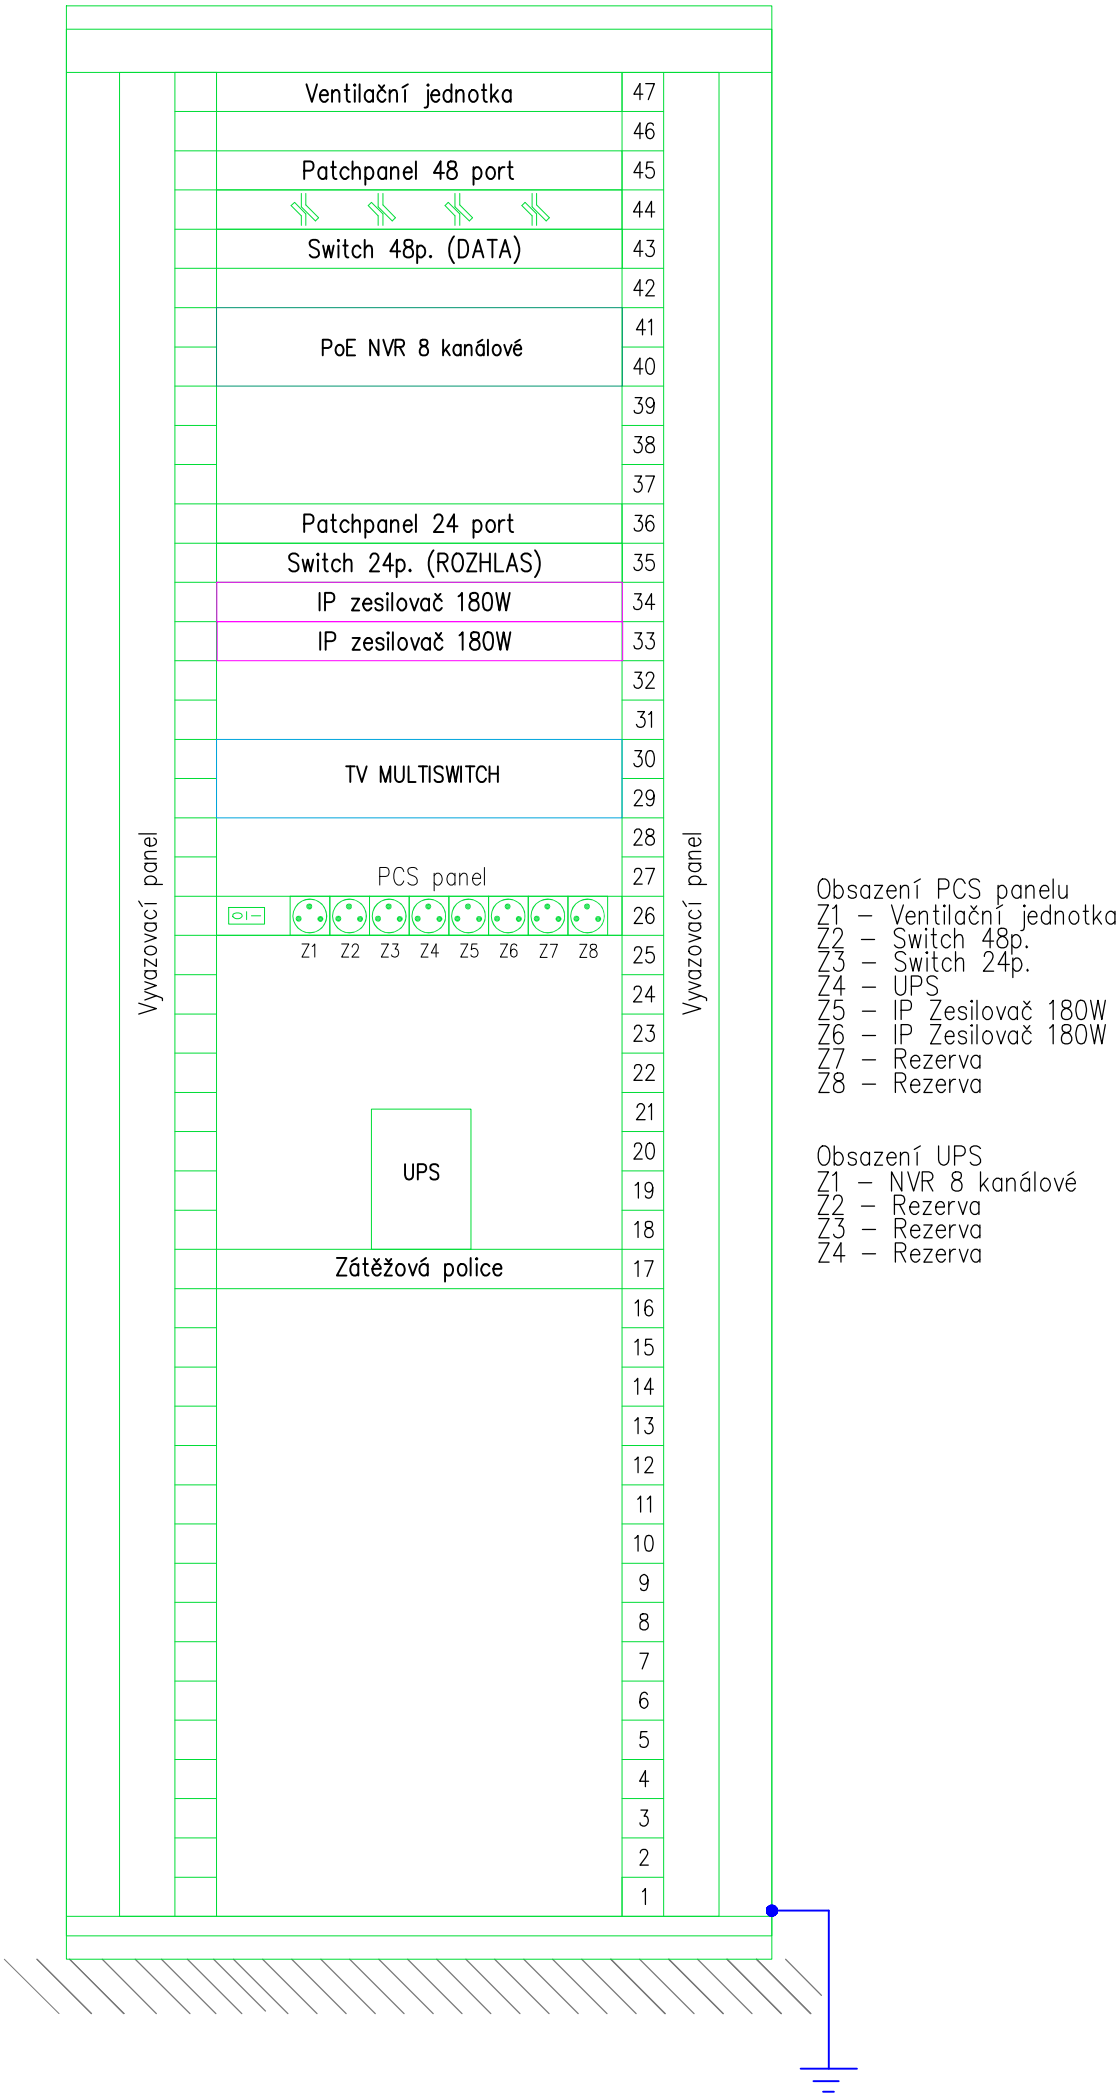 Ventilační jednotka 47
46
Patchpanel 48 port 45
44
Switch 48p. (DATA) 43
42
41
PoE NVR 8 kanálové
40
39
38
37
Patchpanel 24 port 36
Switch 24p. (ROZHLAS) 35
IP zesilovač 180W 34
IP zesilovač 180W 33
32
31
30
TV MULTISWITCH
29
28
PCS panel 27
26
Z1 Z2 Z3 Z4 Z5 Z6 Z7 Z8 25
24
23
22
21
20
UPS
19
18
Zátěžová police 17
16
15
14
13
12
11
10
9
8
7
6
5
4
3
2
1
Vyvazovací panel
Vyvazovací panel
Obsazení PCS panelu
Z1 – Ventilační jednotka
Z2 – Switch 48p.
Z3 – Switch 24p.
Z4 – UPS
Z5 – IP Zesilovač 180W
Z6 – IP Zesilovač 180W
Z7 – Rezerva
Z8 – Rezerva
Obsazení UPS
Z1 – NVR 8 kanálové
Z2 – Rezerva
Z3 – Rezerva
Z4 – Rezerva